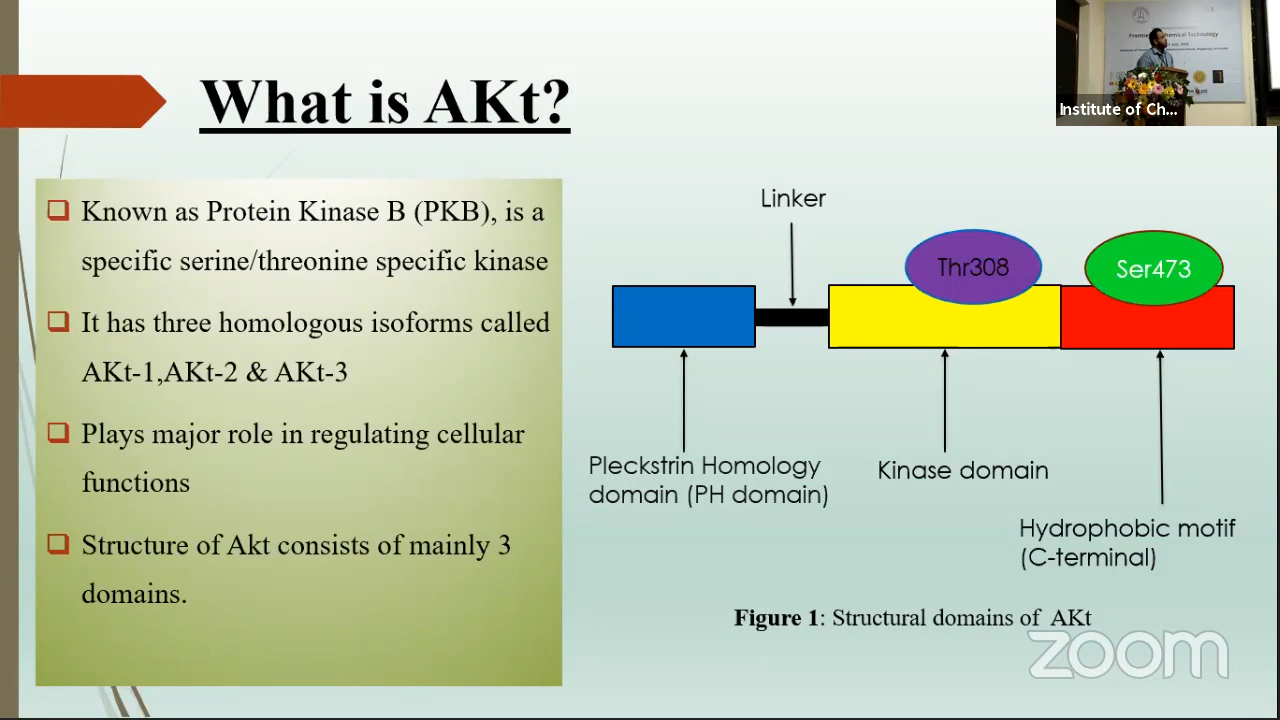 What is AKt?
Institute of Ch...
Known as Protein Kinase B (PKB), is a
specific serine/threonine specific kinase
It has three homologous isoforms called
AKt-1,AKt-2 & AKt-3
Plays major role in regulating cellular
functions
Structure of Akt consists of mainly 3
domains.
Linker
Thr308
Ser473
Pleckstrin Homology
domain (PH domain)
Kinase domain
Hydrophobic motif
(C-terminal)
Figure 1: Structural domains of AKt
zoom